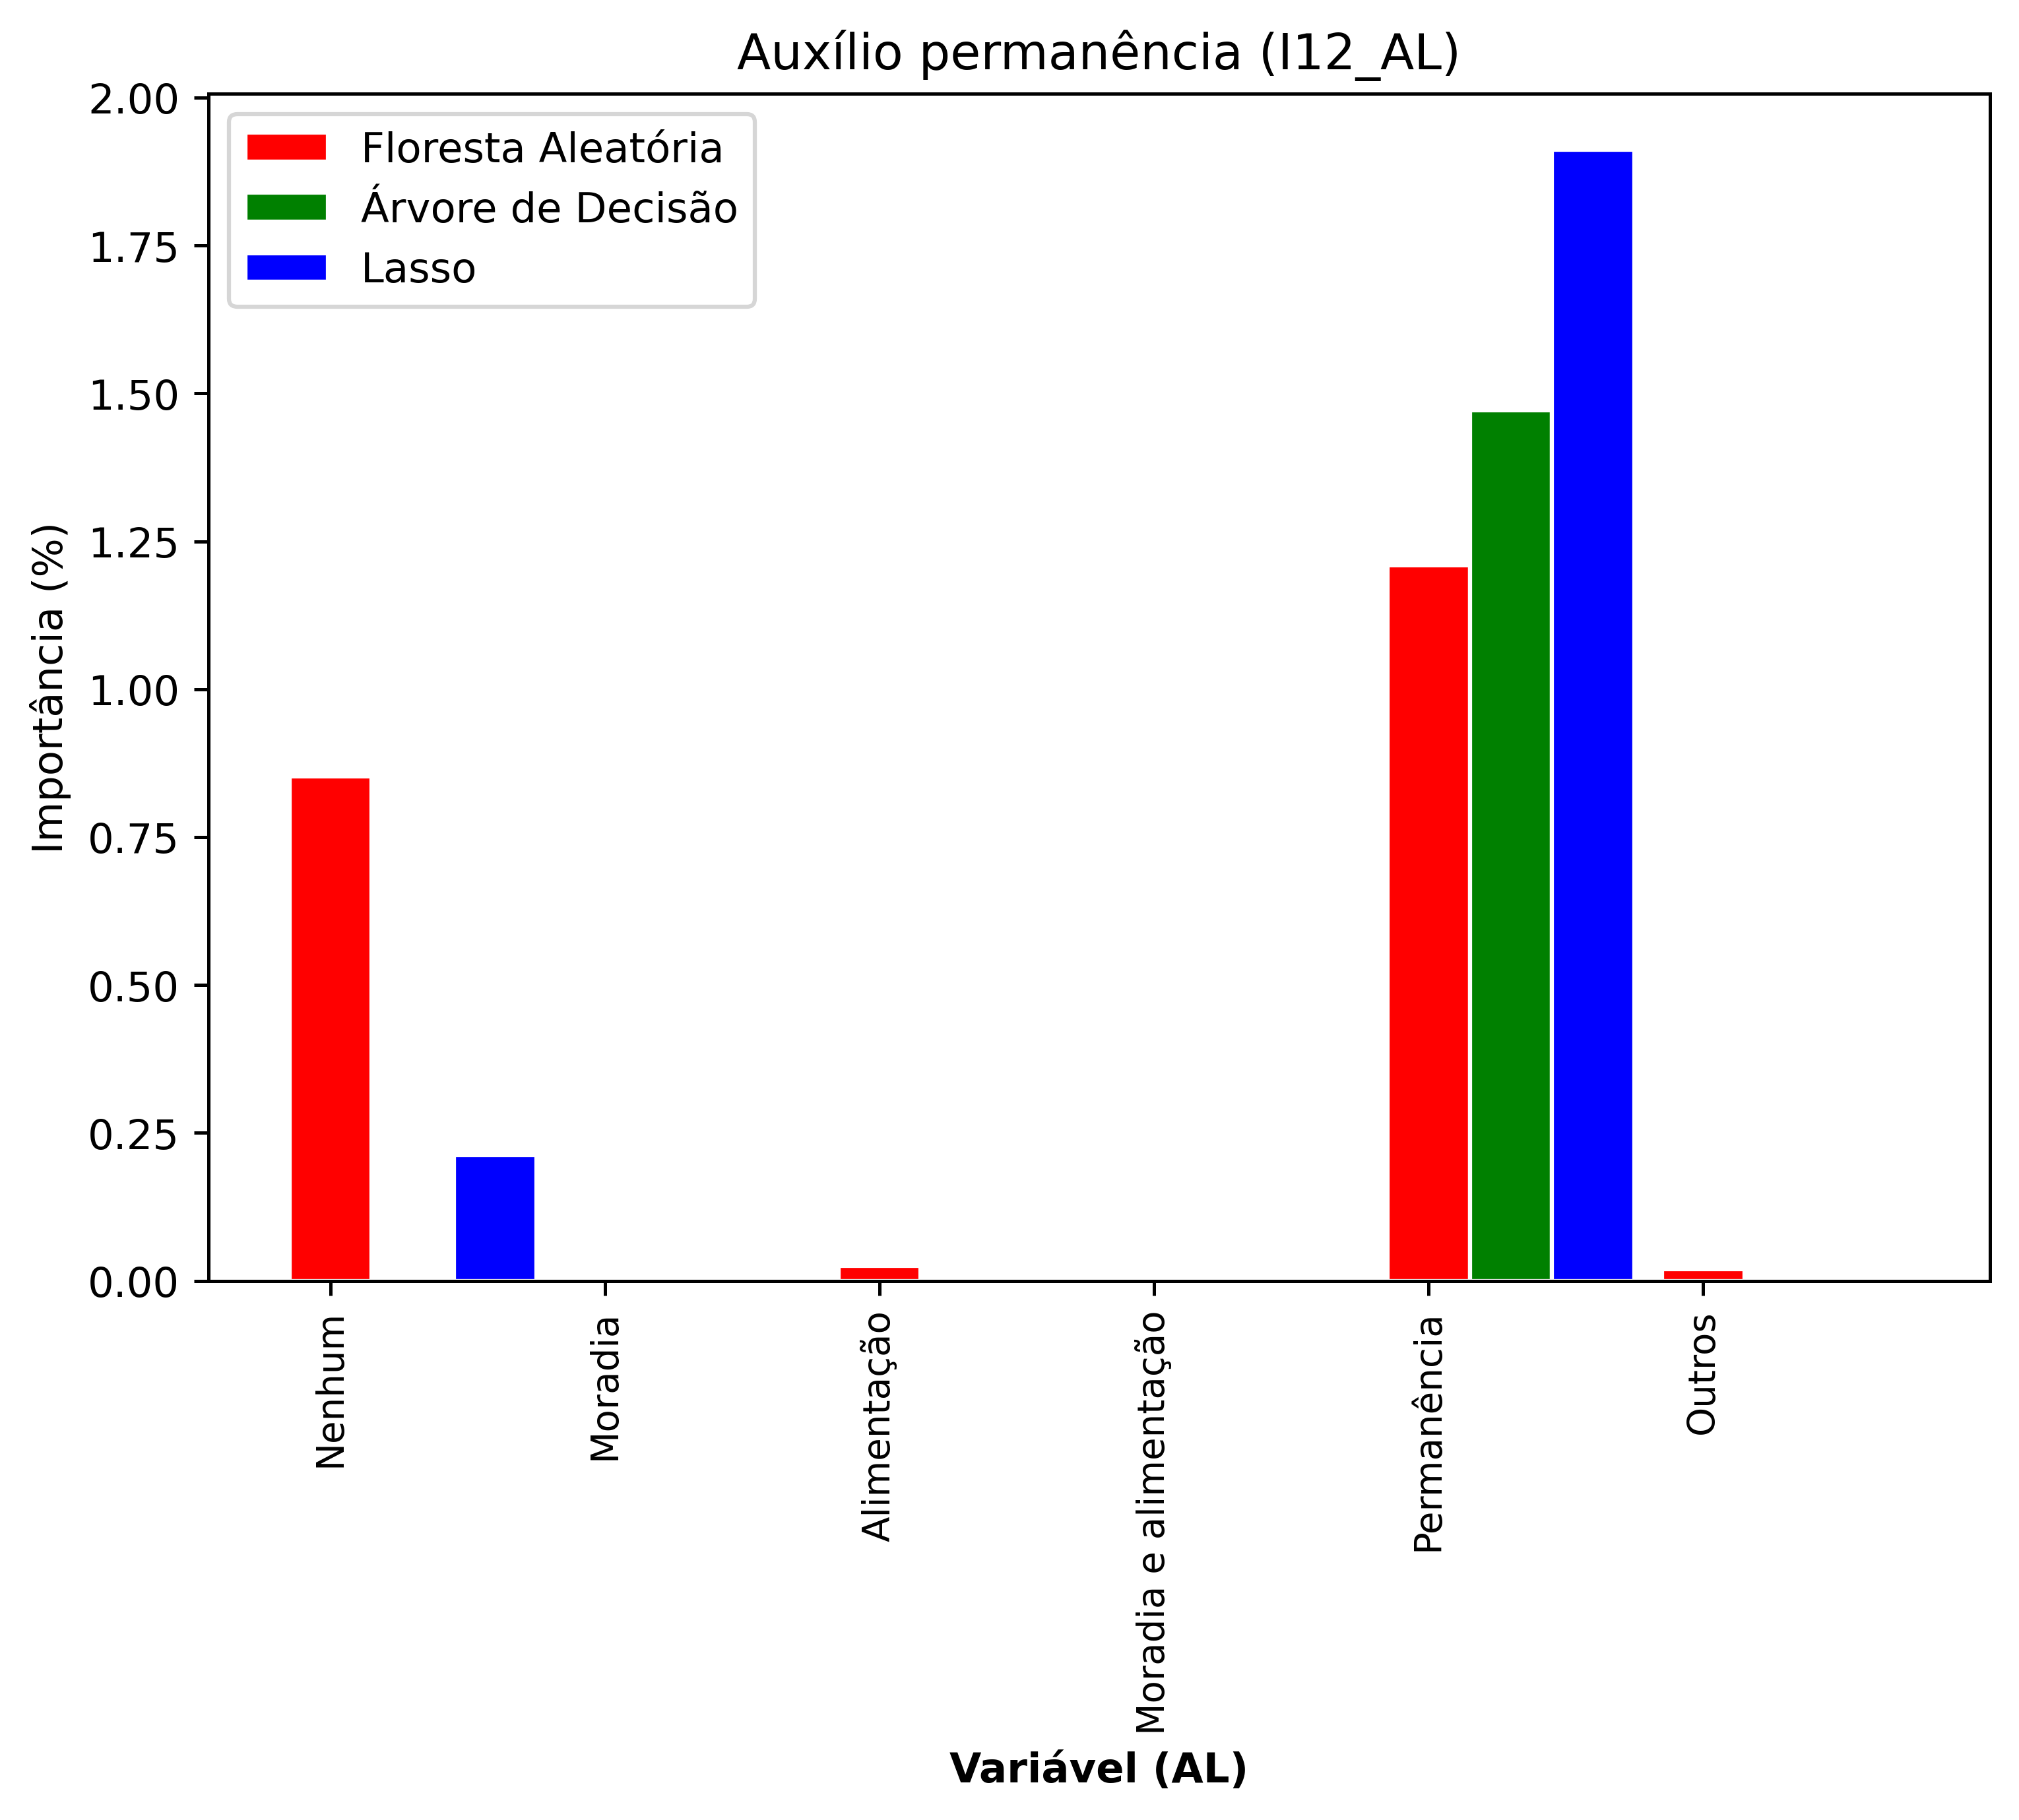 Auxílio permanência (I12_AL)
Floresta Aleatória
Árvore de Decisão
Lasso
Importância (%)
2.00
1.75
1.50
1.25
1.00
0.75
0.50
0.25
0.00
Nenhum
Moradia
Alimentação
Moradia e alimentação
Permanência
Outros
Variável (AL)